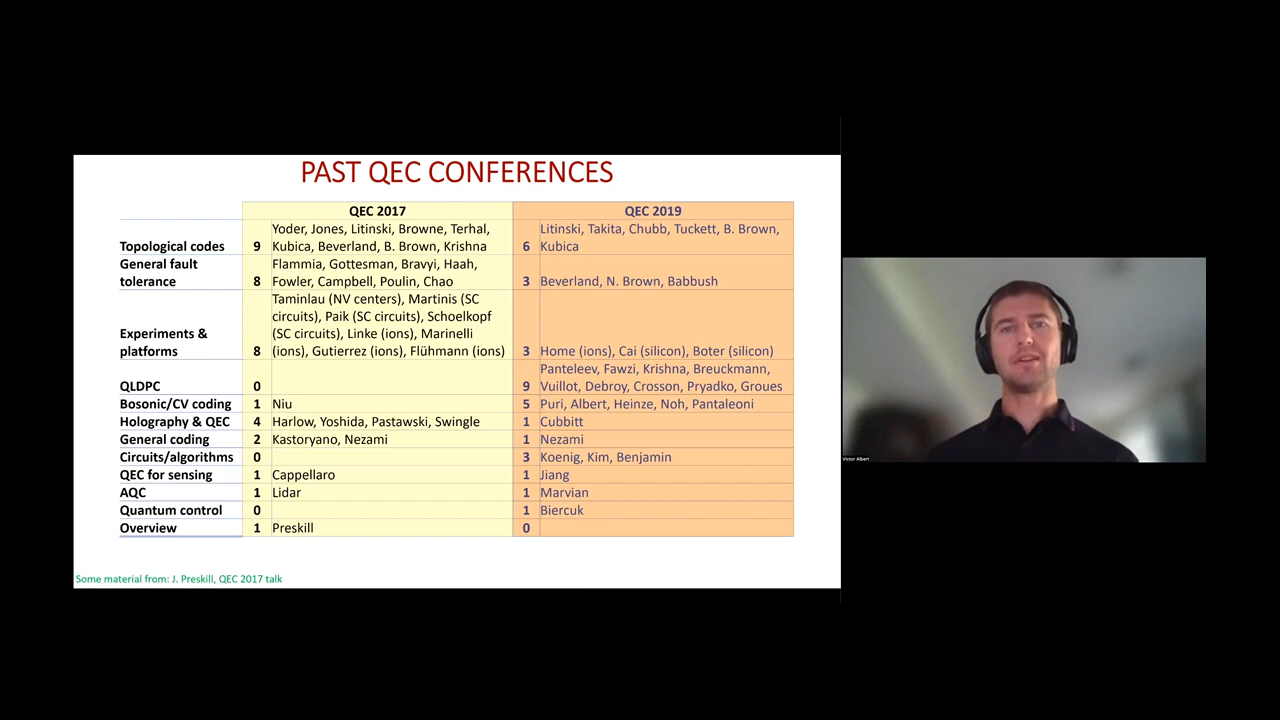 PAST QEC CONFERENCES
QEC 2017 QEC 2019
Topological codes 9 Yoder, Jones, Litinski, Browne, Terhal, Kubica, Beverland, B. Brown, Krishna 6 Litinski, Takita, Chubb, Tuckett, B. Brown, Kubica
General fault tolerance 8 Flammia, Gottesman, Bravyi, Haah, Fowler, Campbell, Poulin, Chao 3 Beverland, N. Brown, Babbush
Experiments & platforms 8 Taminlau (NV centers), Martinis (SC circuits), Paik (SC circuits), Schoelkopf (SC circuits), Linke (ions), Marinelli (ions), Gutierrez (ions), Flühmann (ions) 3 Home (ions), Cai (silicon), Boter (silicon)
QLDPC 0 9 Panteleev, Fawzi, Krishna, Breuckmann, Vuillot, Debroy, Crosson, Pryadko, Groues
Bosonic/CV coding 1 Niu 5 Puri, Albert, Heinze, Noh, Pantaleoni
Holography & QEC 4 Harlow, Yoshida, Pastawski, Swingle 1 Cubbitt
General coding 2 Kastoryano, Nezami 1 Nezami
Circuits/algorithms 0 3 Koenig, Kim, Benjamin
QEC for sensing 1 Cappellaro 1 Jiang
AQC 1 Lidar 1 Marvian
Quantum control 0 1 Biercuk
Overview 1 Preskill 0
Some material from: J. Preskill, QEC 2017 talk
Victor Albert